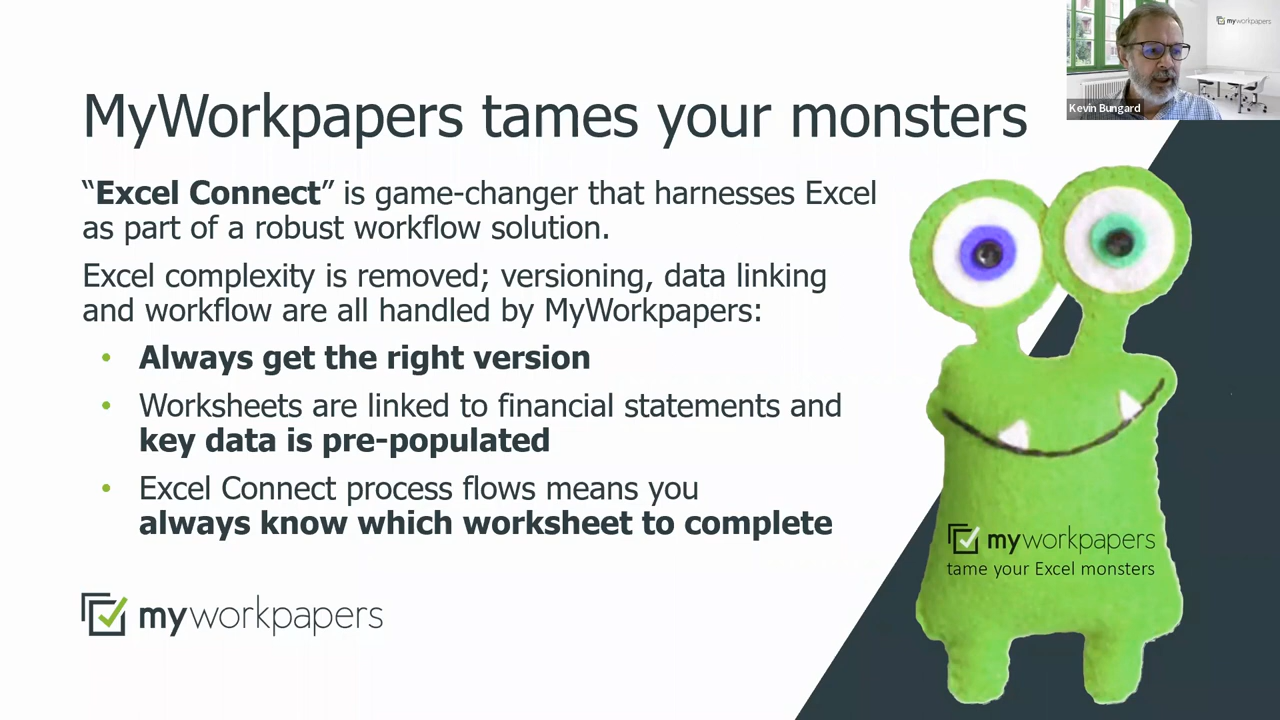 myworkpapers
Kevin Bungard
MyWorkpapers tames your monsters
“Excel Connect” is game-changer that harnesses Excel
as part of a robust workflow solution.
Excel complexity is removed; versioning, data linking
and workflow are all handled by MyWorkpapers:
• Always get the right version
• Worksheets are linked to financial statements and
key data is pre-populated
• Excel Connect process flows means you
always know which worksheet to complete
myworkpapers
tame your Excel monsters
myworkpapers